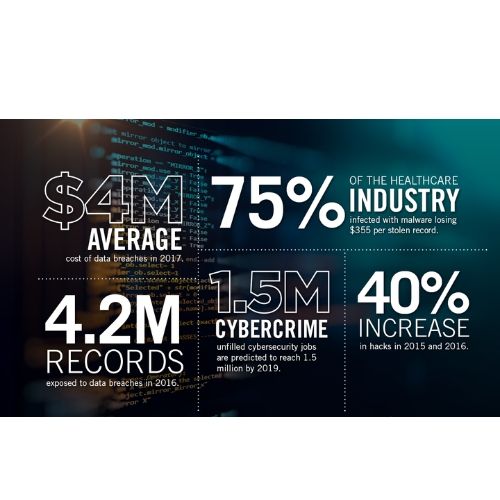 $4M
AVERAGE
cost of data breaches in 2017.
75%
OF THE HEALTHCARE
INDUSTRY
infected with malware losing
$355 per stolen record.
4.2M
RECORDS
exposed to data breaches in 2016.
1.5M
CYBERCRIME
unfilled cybersecurity jobs
are predicted to reach 1.5
million by 2019.
40%
INCREASE
in hacks in 2015 and 2016.